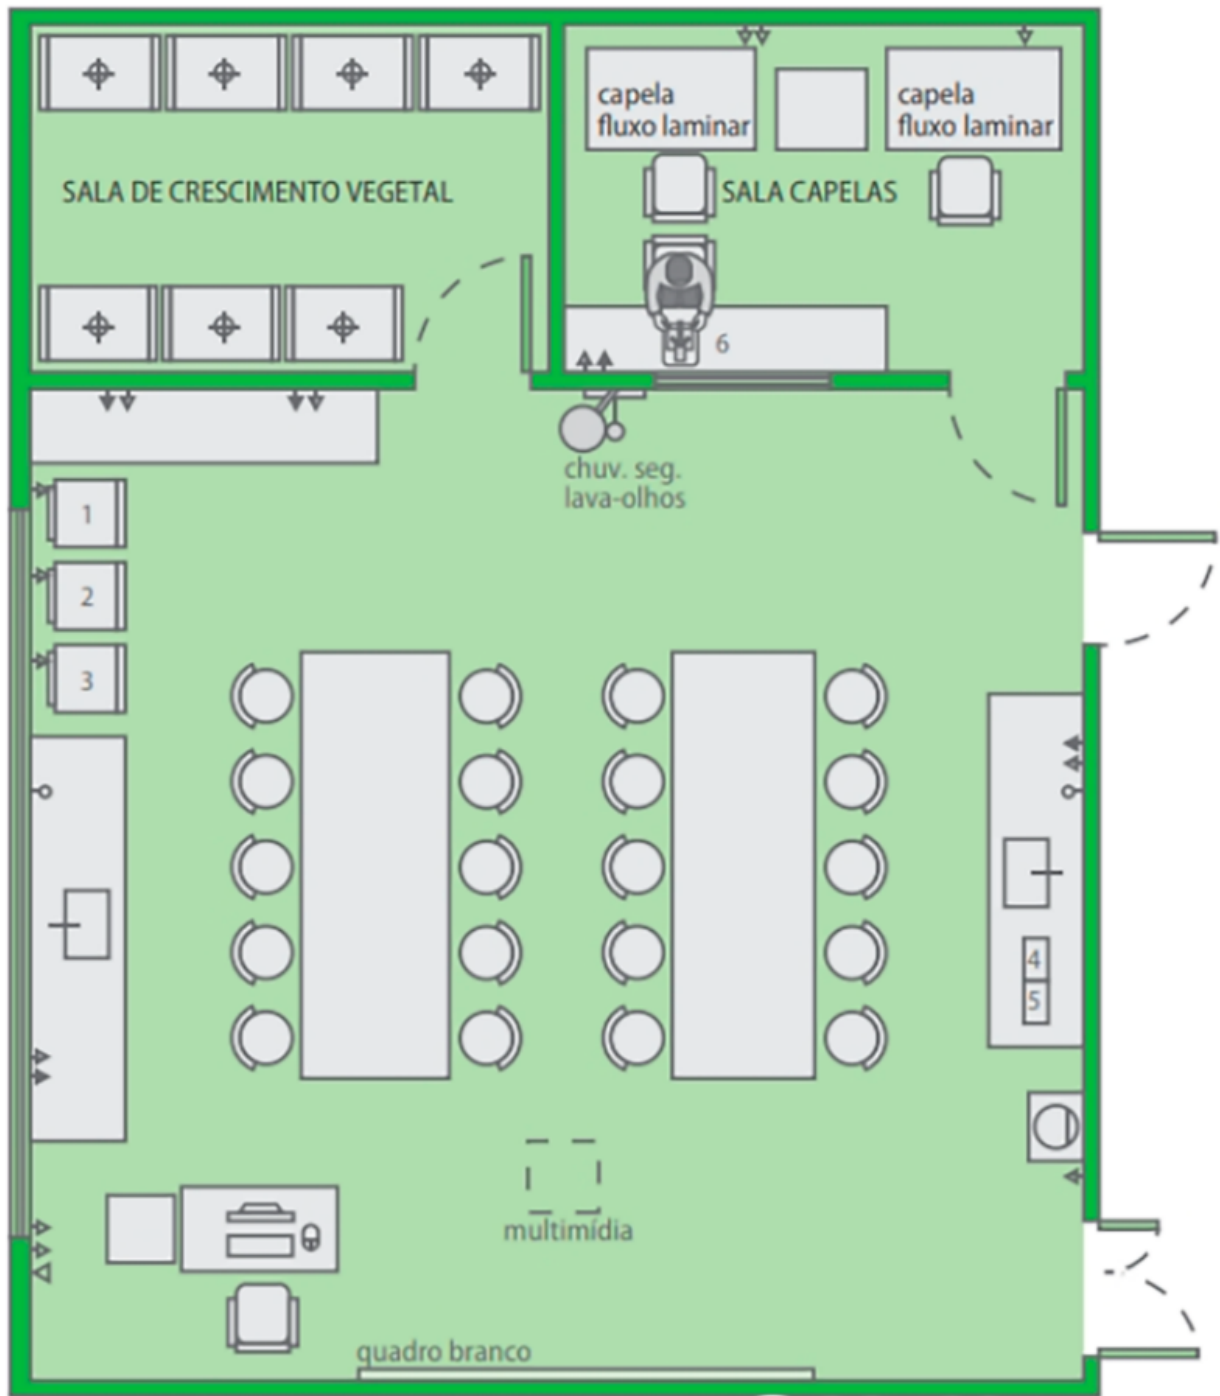 capela
fluxo laminar
capela
fluxo laminar
SALA DE CRESCIMENTO VEGETAL
SALA CAPELAS
6
chuv. seg.
lava-olhos
1
2
3
4
5
multimídia
quadro branco